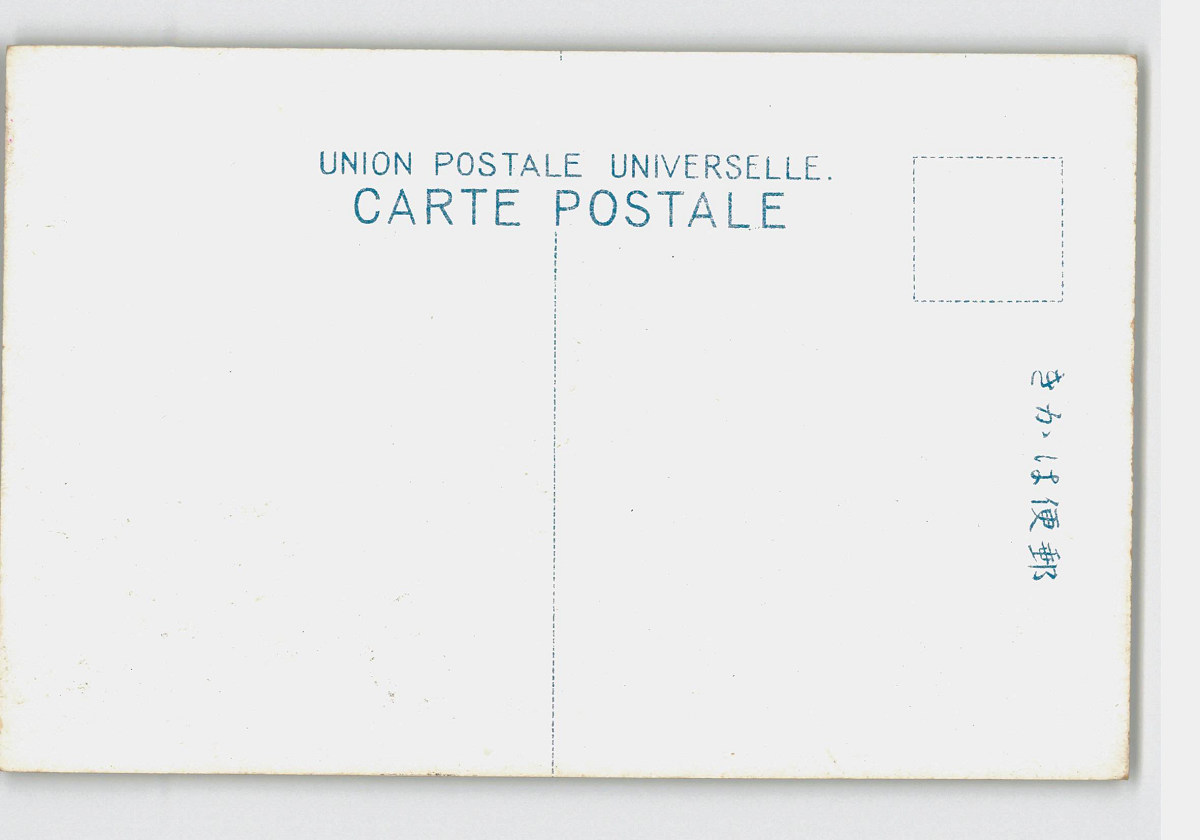 UNION POSTALE UNIVERSELLE.
CARTE POSTALE
郵便はかき